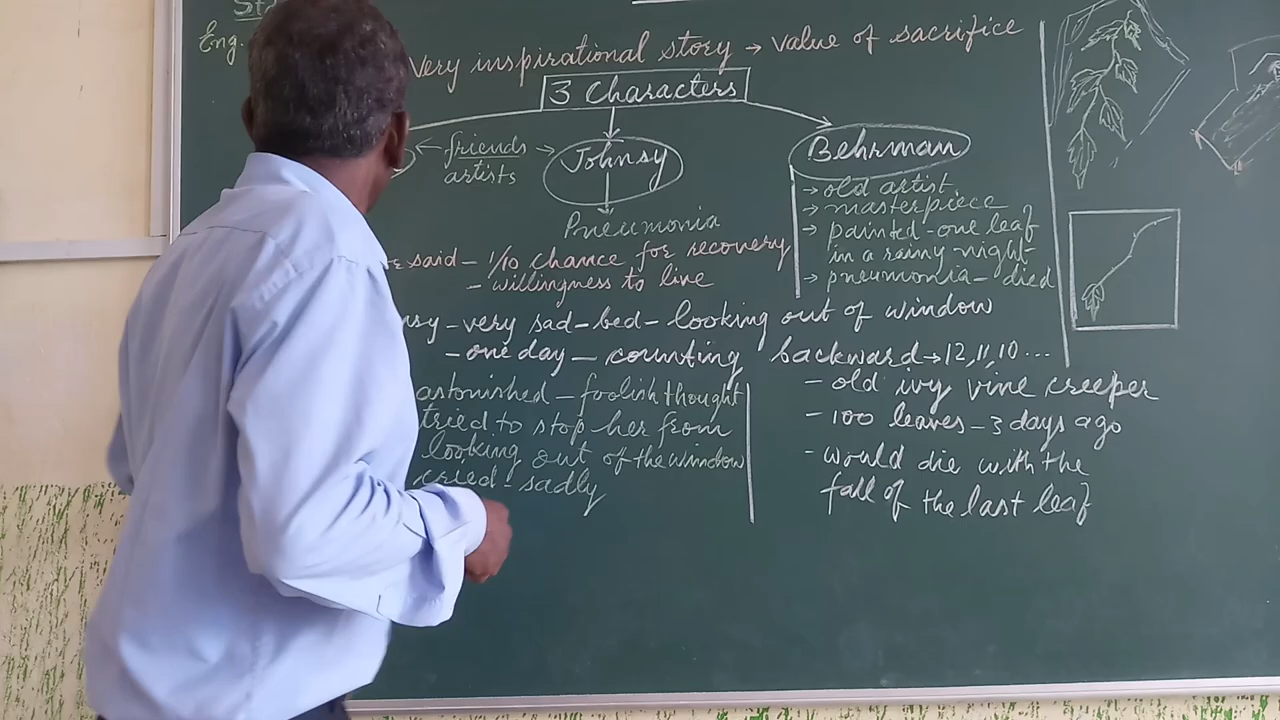 Eng.
Very inspirational story → value of sacrifice
3 Characters
← friends →
artists
Johnsy
Behrman
Pneumonia
→ old artist
→ masterpiece
→ painted - one leaf
in a rainy night
→ pneumonia - died
said - 1/10 chance for recovery
- willingness to live
- very sad - bed - looking out of window
- one day - counting backward → 12, 11, 10 ...
astonished - foolish thought
tried to stop her from
looking out of the window
cried - sadly
- old ivy vine creeper
- 100 leaves - 3 days ago
- would die with the
fall of the last leaf